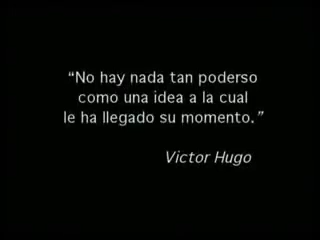 “No hay nada tan poderso
como una idea a la cual
le ha llegado su momento.”
Victor Hugo